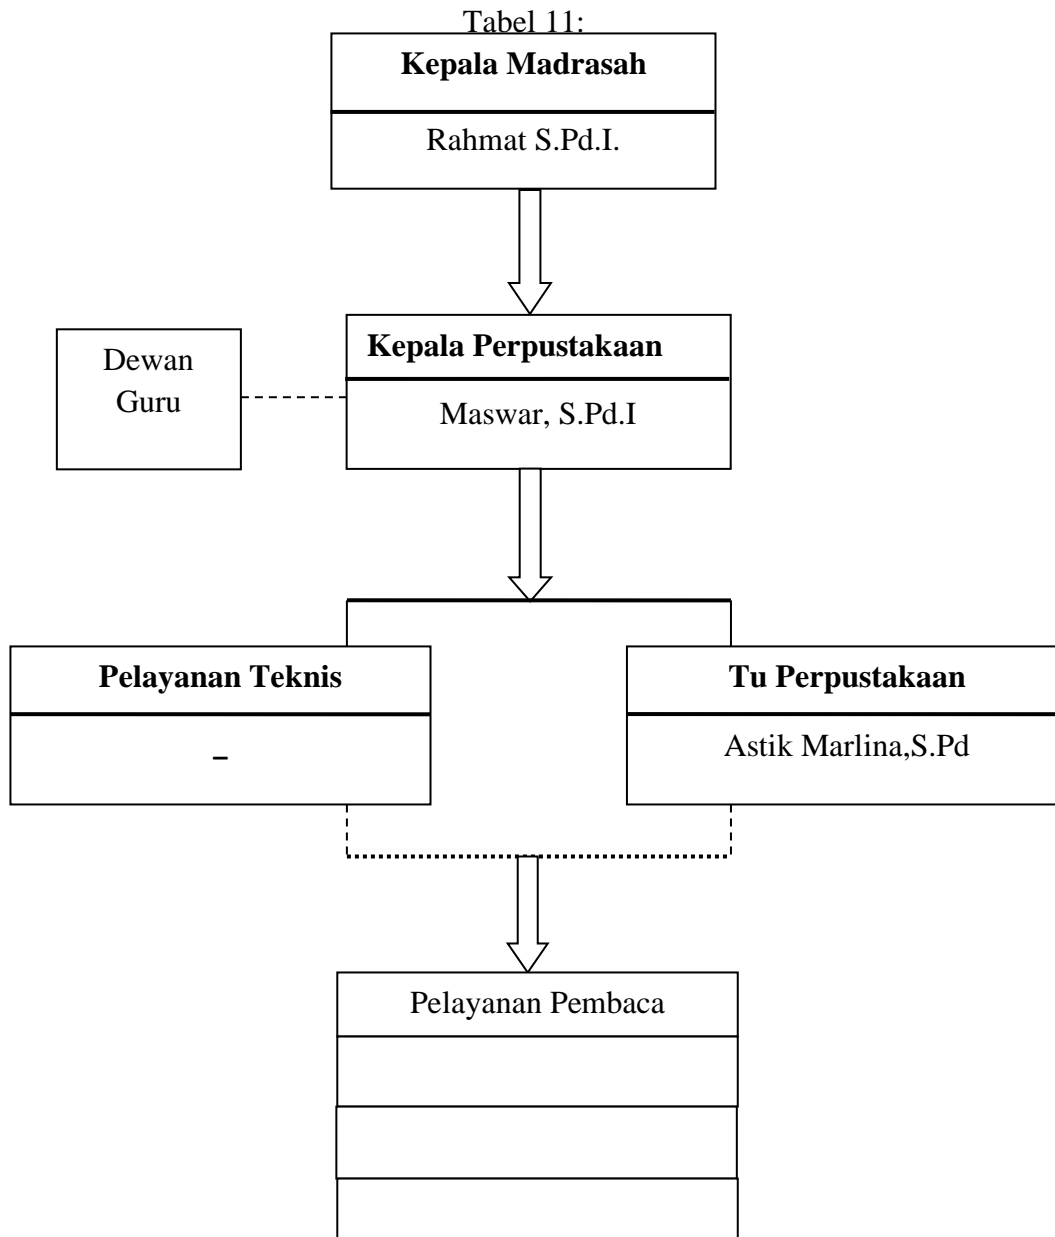 Tabel 11:
Kepala Madrasah
Rahmat S.Pd.I.
Dewan
Guru
Kepala Perpustakaan
Maswar, S.Pd.I
Pelayanan Teknis
–
Tu Perpustakaan
Astik Marlina,S.Pd
Pelayanan Pembaca